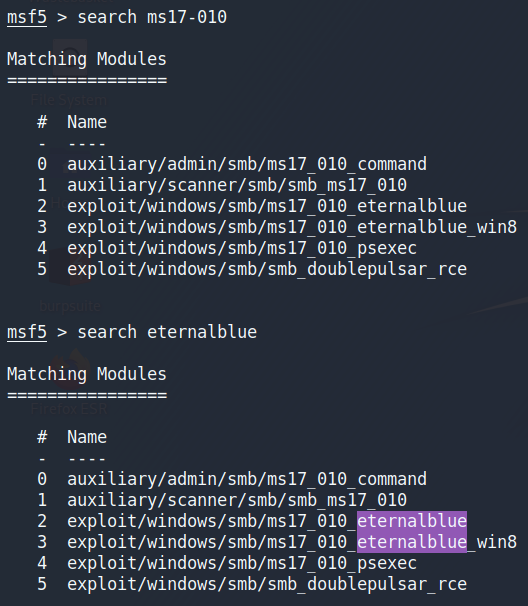 msf5 > search ms17-010
Matching Modules
================
# Name
- ----
0 auxiliary/admin/smb/ms17_010_command
1 auxiliary/scanner/smb/smb_ms17_010
2 exploit/windows/smb/ms17_010_eternalblue
3 exploit/windows/smb/ms17_010_eternalblue_win8
4 exploit/windows/smb/ms17_010_psexec
5 exploit/windows/smb/smb_doublepulsar_rce
msf5 > search eternalblue
Matching Modules
================
# Name
- ----
0 auxiliary/admin/smb/ms17_010_command
1 auxiliary/scanner/smb/smb_ms17_010
2 exploit/windows/smb/ms17_010_eternalblue
3 exploit/windows/smb/ms17_010_eternalblue_win8
4 exploit/windows/smb/ms17_010_psexec
5 exploit/windows/smb/smb_doublepulsar_rce